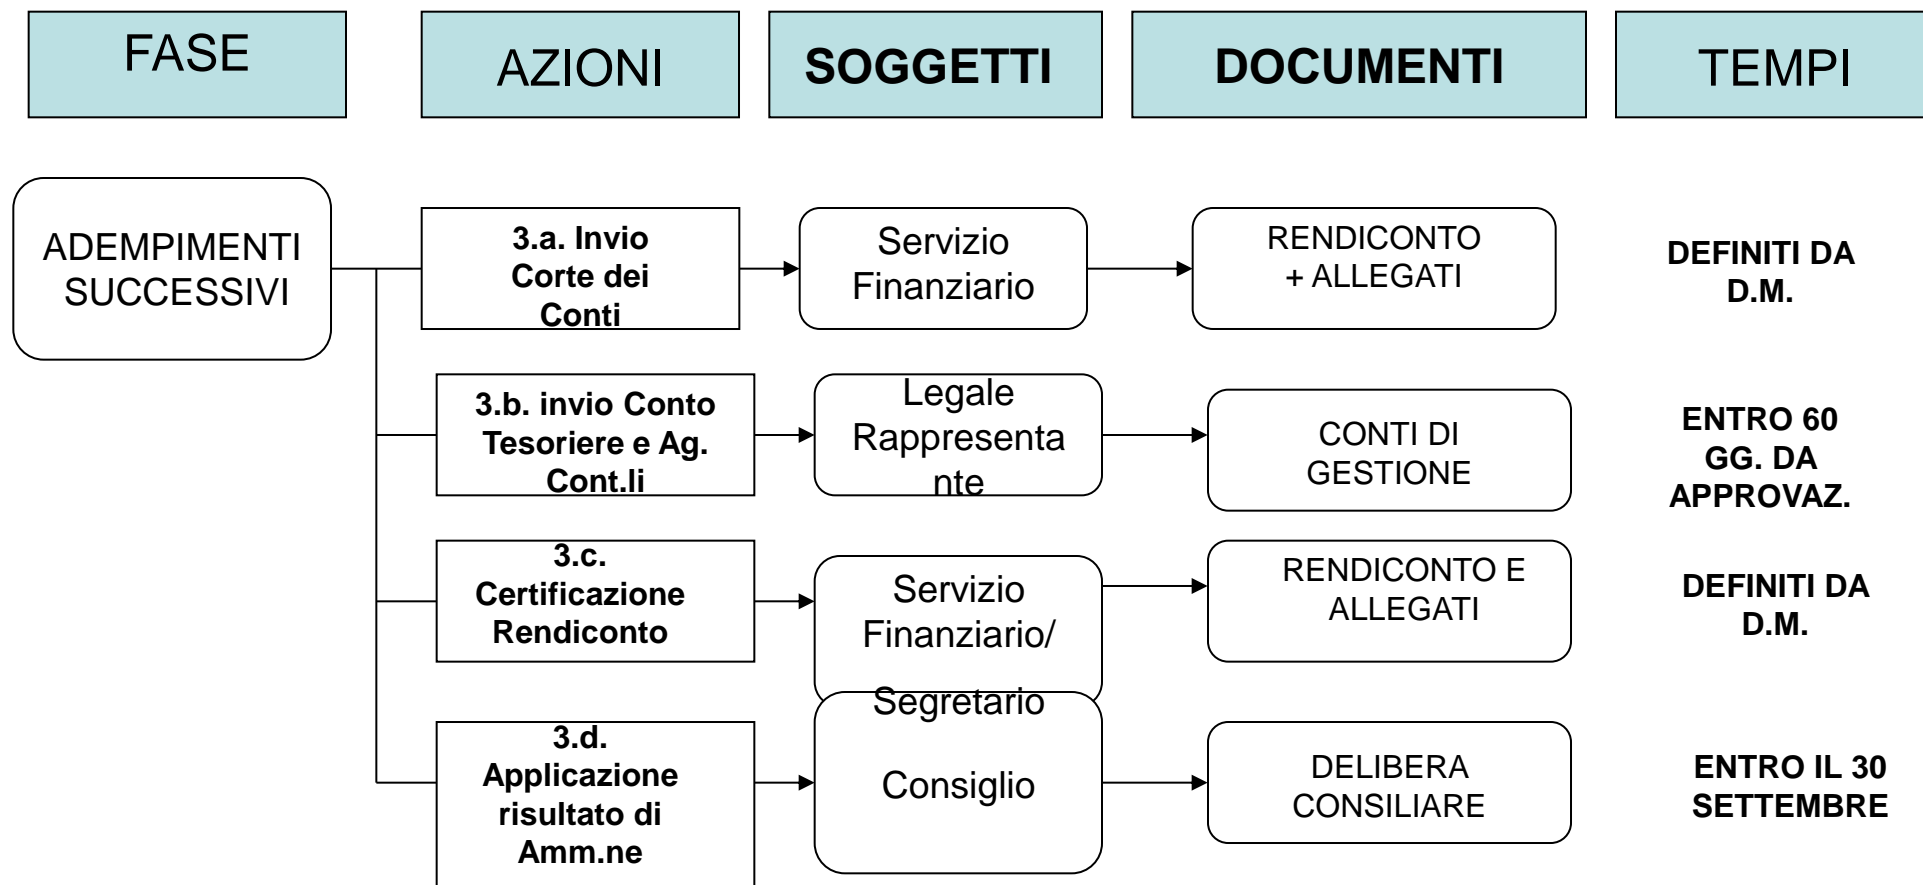 FASE
AZIONI
SOGGETTI
DOCUMENTI
TEMPI
ADEMPIMENTI
SUCCESSIVI
3.a. Invio
Corte dei
Conti
Servizio
Finanziario
RENDICONTO
+ ALLEGATI
DEFINITI DA
D.M.
3.b. invio Conto
Tesoriere e Ag.
Cont.li
Legale
Rappresenta
nte
CONTI DI
GESTIONE
ENTRO 60
GG. DA
APPROVAZ.
3.c.
Certificazione
Rendiconto
Servizio
Finanziario/
Segretario
RENDICONTO E
ALLEGATI
DEFINITI DA
D.M.
3.d.
Applicazione
risultato di
Amm.ne
Consiglio
DELIBERA
CONSILIARE
ENTRO IL 30
SETTEMBRE